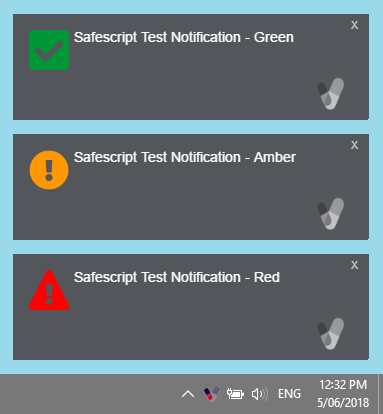 x
Safescript Test Notification - Green
x
Safescript Test Notification - Amber
x
Safescript Test Notification - Red
ENG
12:32 PM
5/06/2018